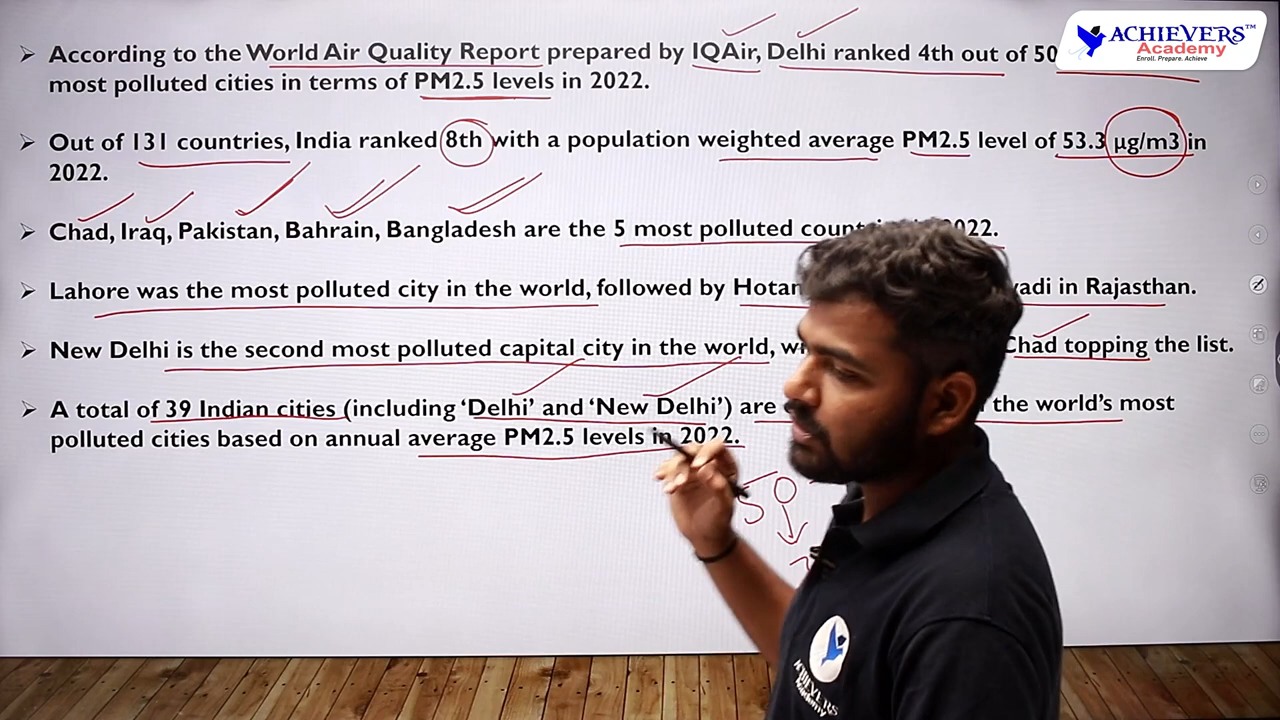 ACHIEVERS™
Academy
Enroll. Prepare. Achieve
➢ According to the World Air Quality Report prepared by IQAir, Delhi ranked 4th out of 50
most polluted cities in terms of PM2.5 levels in 2022.
➢ Out of 131 countries, India ranked 8th with a population weighted average PM2.5 level of 53.3 µg/m3 in
2022.
➢ Chad, Iraq, Pakistan, Bahrain, Bangladesh are the 5 most polluted
➢ Lahore was the most polluted city in the world, followed by in Rajasthan.
➢ New Delhi is the second most polluted capital city in the world, Chad topping the list.
➢ A total of 39 Indian cities (including ‘Delhi’ and ‘New Delhi’) are the world’s most
polluted cities based on annual average PM2.5 levels in 2022.
50
ACHIEVERS
Academy